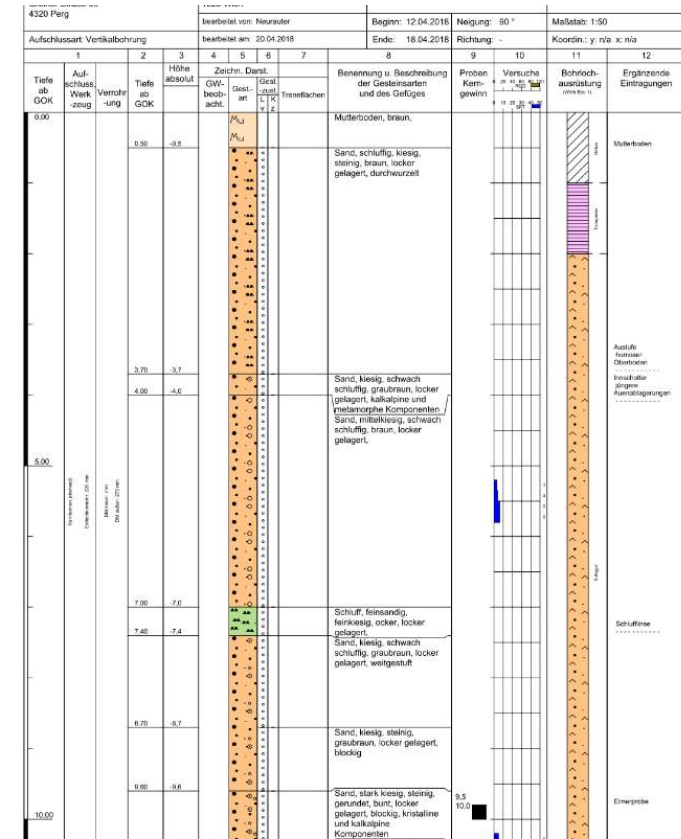 4320 Perg
bearbeitet von: Neurauter
Beginn: 12.04.2018
Neigung: 90 °
Maßstab: 1:50
Aufschlussart: Vertikalbohrung
bearbeitet am: 20.04.2018
Ende: 18.04.2018
Richtung: -
Koordin.: y: n/a x: n/a
1
2
3
4
5
6
7
8
9
10
11
12
Tiefe
ab
GOK
Auf-
schluss,
Werk
-zeug
Verrohr
-ung
Tiefe
ab
GOK
Höhe
absolut
Zeichn. Darst.
GW-
beob-
acht.
Gest.-
art
Gest.
-zust.
L K
v z
Trennflächen
Benennung u. Beschreibung
der Gesteinsarten
und des Gefüges
Proben
Kern-
gewinn
Versuche
RQD
SPT
Bohrloch-
ausrüstung
Ergänzende
Eintragungen
0,00
Mu
Mu
Mutterboden, braun,
0,50
-0,5
Mutterboden
Sand, schluffig, kiesig,
steinig, braun, locker
gelagert, durchwurzelt
3,70
-3,7
Austufe
humoser
Oberboden
Sand, kiesig, schwach
schluffig, graubraun, locker
gelagert, kalkalpine und
metamorphe Komponenten
Innschotter
jüngere
Auenablagerungen
4,00
-4,0
Sand, mittelkiesig, schwach
schluffig, braun, locker
gelagert,
5,00
7,00
-7,0
Schluff, feinsandig,
feinkiesig, ocker, locker
gelagert,
Schlufflinse
7,40
-7,4
Sand, kiesig, schwach
schluffig, graubraun, locker
gelagert, weitgestuft
8,70
-8,7
Sand, kiesig, steinig,
graubraun, locker gelagert,
blockig
9,60
-9,6
Sand, stark kiesig, steinig,
gerundet, bunt, locker
gelagert, blockig, kristalline
und kalkalpine
Komponenten
9,5
10,0
Eimerprobe
10,00